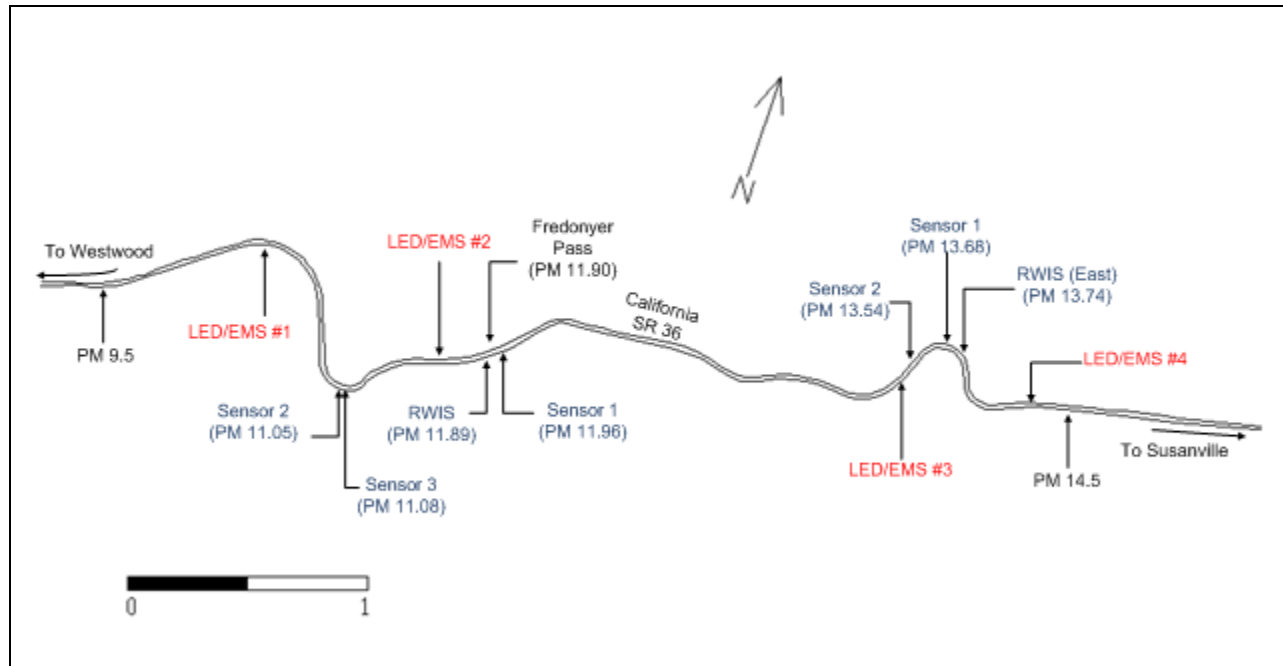 N
Sensor 1
(PM 13.68)
Fredonyer
Pass
(PM 11.90)
LED/EMS #2
To Westwood
RWIS (East)
(PM 13.74)
Sensor 2
(PM 13.54)
California
SR 36
LED/EMS #1
PM 9.5
LED/EMS #4
Sensor 2
(PM 11.05)
RWIS
(PM 11.89)
Sensor 1
(PM 11.96)
To Susanville
LED/EMS #3
PM 14.5
Sensor 3
(PM 11.08)
0
1